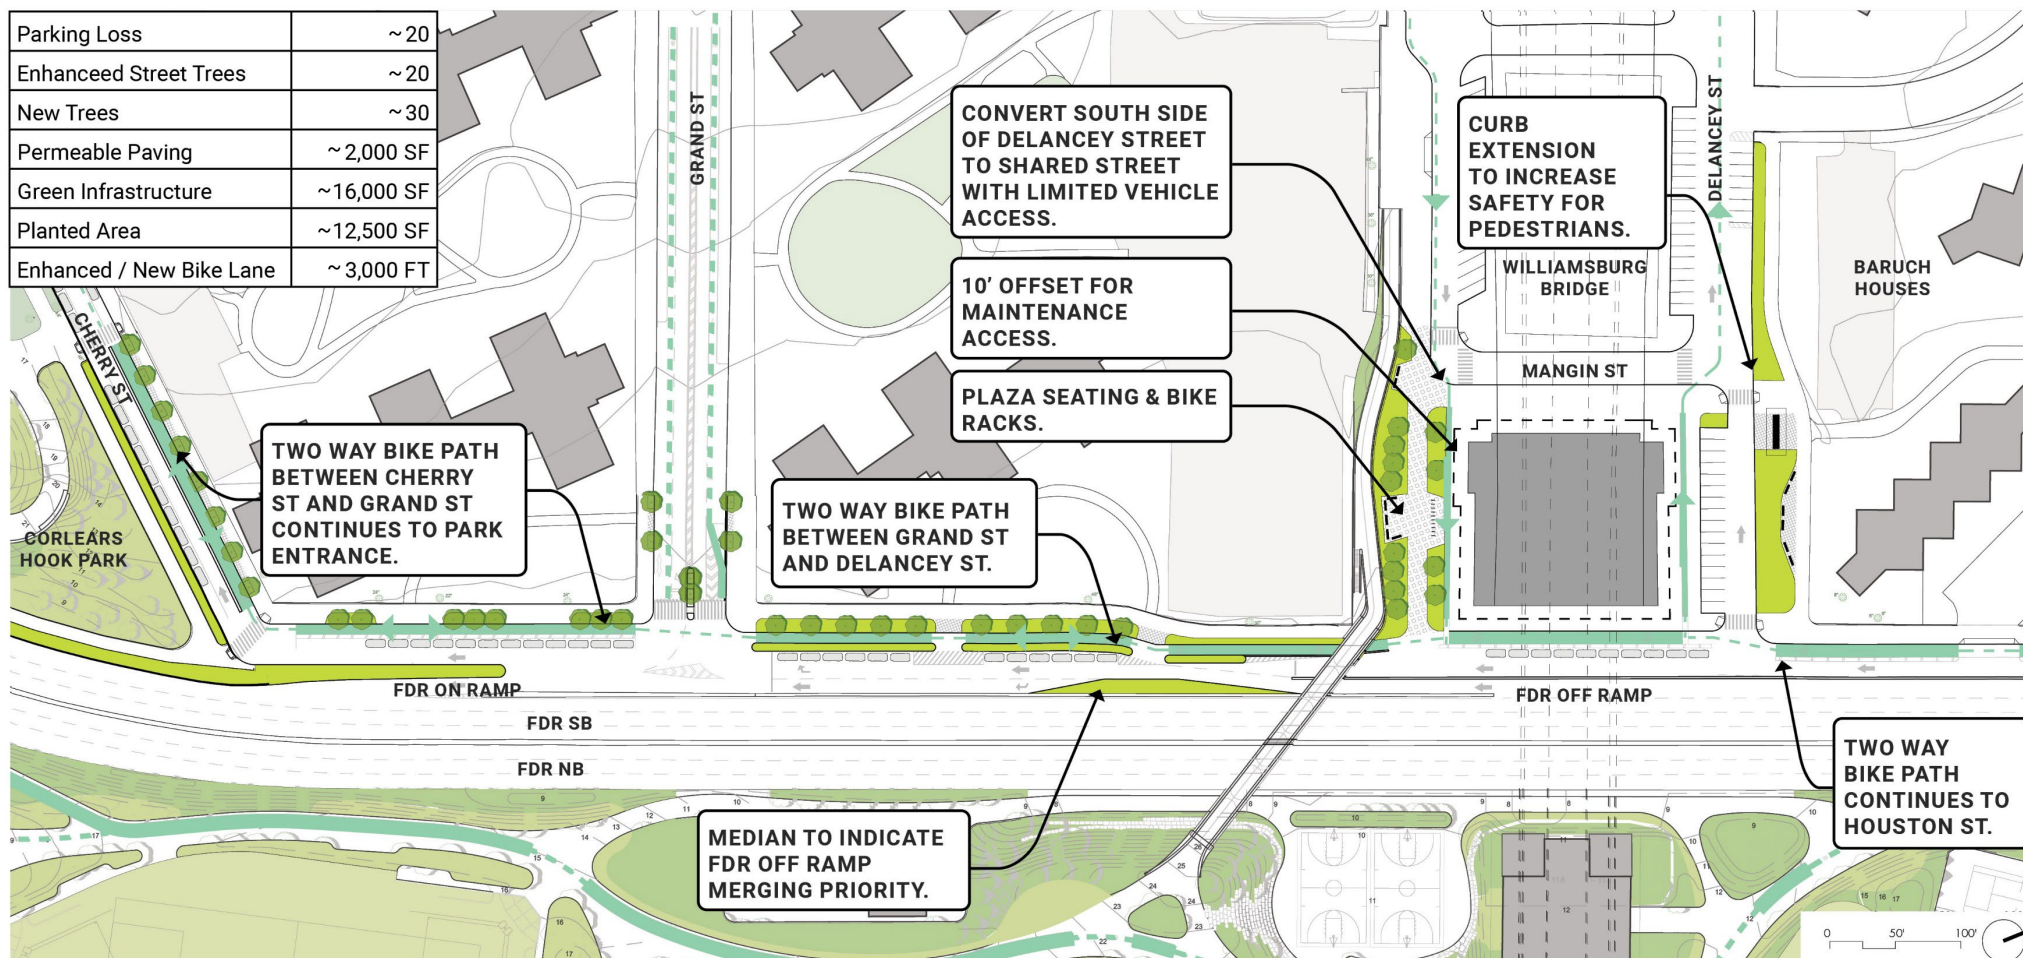 Parking Loss ~20
Enhanceed Street Trees ~20
New Trees ~30
Permeable Paving ~2,000 SF
Green Infrastructure ~16,000 SF
Planted Area ~12,500 SF
Enhanced / New Bike Lane ~3,000 FT
GRAND ST
CONVERT SOUTH SIDE
OF DELANCEY STREET
TO SHARED STREET
WITH LIMITED VEHICLE
ACCESS.
CURB
EXTENSION
TO INCREASE
SAFETY FOR
PEDESTRIANS.
DELANCEY ST
WILLIAMSBURG
BRIDGE
BARUCH
HOUSES
10’ OFFSET FOR
MAINTENANCE
ACCESS.
CHERRY ST
MANGIN ST
PLAZA SEATING & BIKE
RACKS.
TWO WAY BIKE PATH
BETWEEN CHERRY
ST AND GRAND ST
CONTINUES TO PARK
ENTRANCE.
TWO WAY BIKE PATH
BETWEEN GRAND ST
AND DELANCEY ST.
CORLEARS
HOOK PARK
FDR ON RAMP
FDR OFF RAMP
FDR SB
FDR NB
TWO WAY
BIKE PATH
CONTINUES TO
HOUSTON ST.
MEDIAN TO INDICATE
FDR OFF RAMP
MERGING PRIORITY.
0 50' 100'